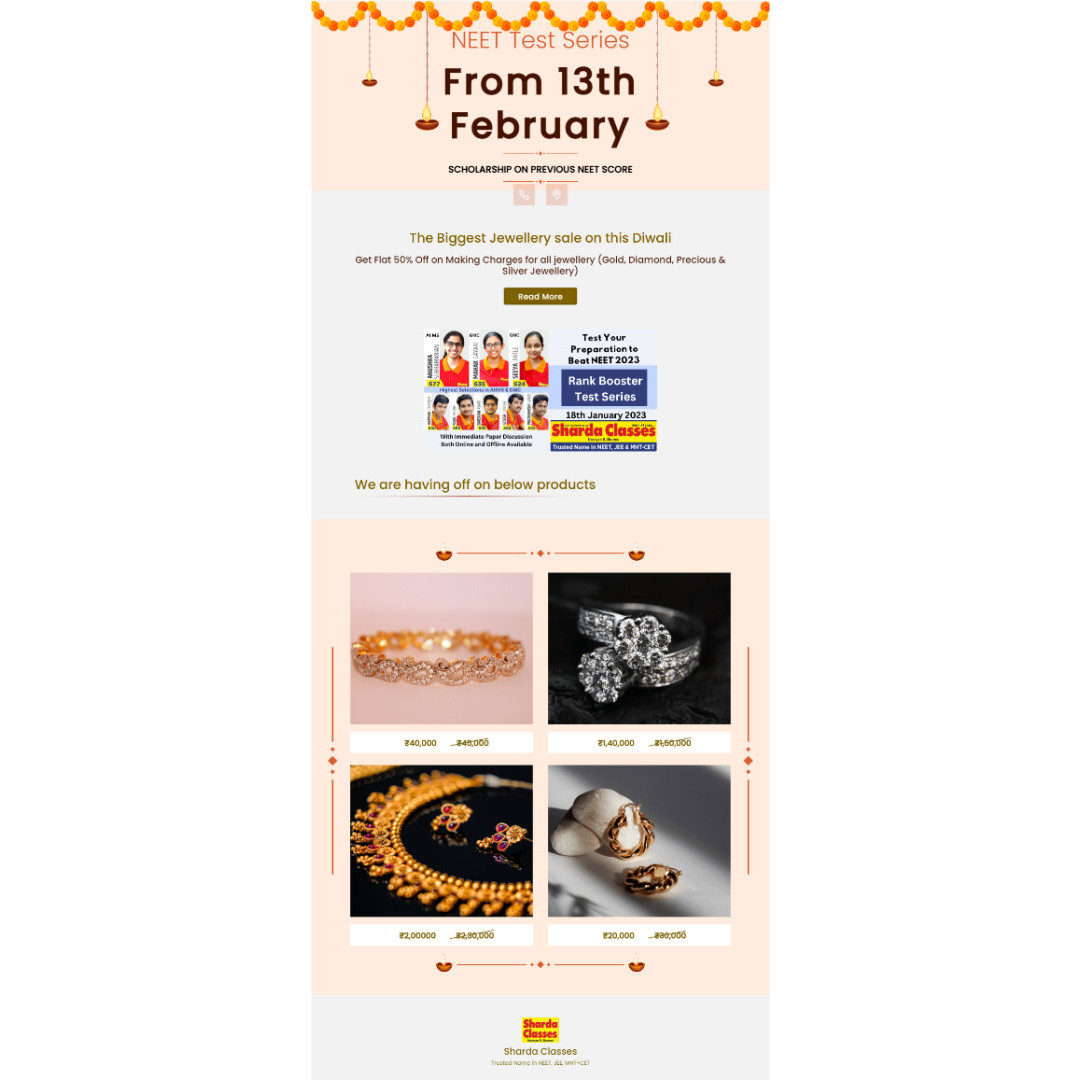 NEET Test Series
From 13th
February
SCHOLARSHIP ON PREVIOUS NEET SCORE
The Biggest Jewellery sale on this Diwali
Get Flat 50% Off on Making Charges for all jewellery (Gold, Diamond, Precious &
Silver Jewellery)
Read More
AIIMS
GMC
GMC
677
635
624
Highest Selections in AIIMS & GMC
With Immediate Paper Discussion
Both Online and Offline Available
Test Your
Preparation to
Beat NEET 2023
Rank Booster
Test Series
18th January 2023
Sharda Classes
Trusted Name In NEET, JEE & MHT-CET
We are having off on below products
₹40,000 ₹45,000
₹1,40,000 ₹1,50,000
₹2,00000 ₹2,30,000
₹20,000 ₹30,000
Sharda
Classes
Sharda Classes
Trusted Name In NEET, JEE, MHT-CET